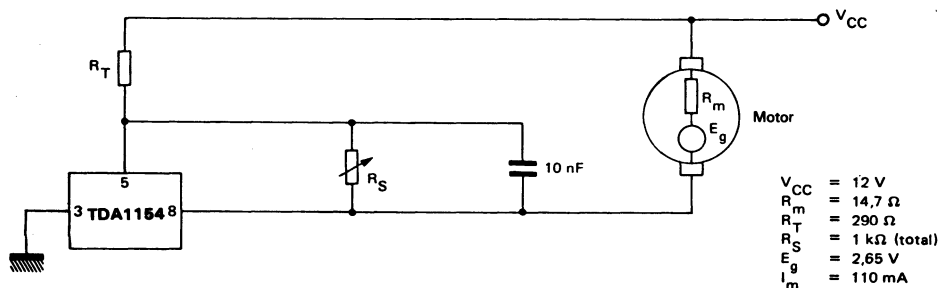 V_CC
R_T
R_m
E_g
Motor
5
R_S
10 nF
3 TDA1154 8
V_CC = 12 V
R_m = 14,7 Ω
R_T = 290 Ω
R_S = 1 kΩ (total)
E_g = 2,65 V
I_m = 110 mA